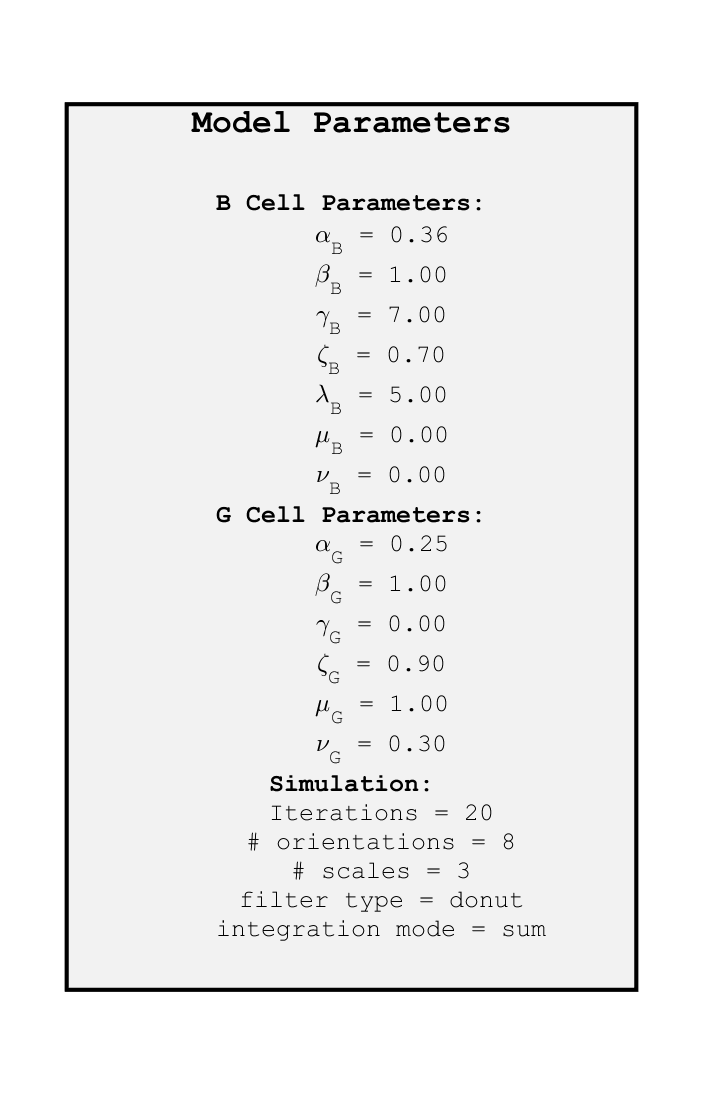 Model Parameters
B Cell Parameters:
α_B = 0.36
β_B = 1.00
γ_B = 7.00
ζ_B = 0.70
λ_B = 5.00
μ_B = 0.00
ν_B = 0.00
G Cell Parameters:
α_G = 0.25
β_G = 1.00
γ_G = 0.00
ζ_G = 0.90
μ_G = 1.00
ν_G = 0.30
Simulation:
Iterations = 20
# orientations = 8
# scales = 3
filter type = donut
integration mode = sum